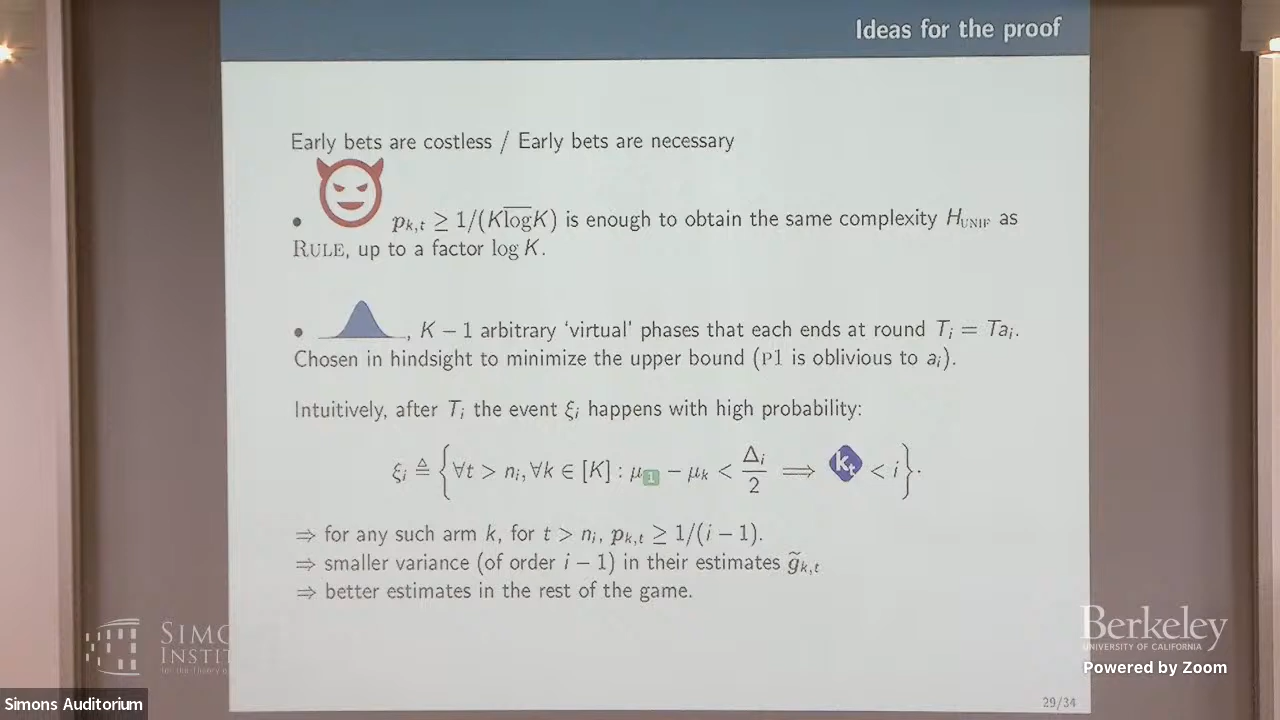 Ideas for the proof
Early bets are costless / Early bets are necessary
• p_{k,t} ≥ 1/(K\overline{log}K) is enough to obtain the same complexity H_{UNIF} as
RULE, up to a factor log K.
• , K − 1 arbitrary ‘virtual’ phases that each ends at round T_i = Ta_i.
Chosen in hindsight to minimize the upper bound (P1 is oblivious to a_i).
Intuitively, after T_i the event ξ_i happens with high probability:
ξ_i ≜ {∀t > n_i, ∀k ∈ [K] : μ_1 − μ_k < Δ_i/2 ⟹ k_t < i}.
⇒ for any such arm k, for t > n_i, p_{k,t} ≥ 1/(i − 1).
⇒ smaller variance (of order i − 1) in their estimates g̃_{k,t}
⇒ better estimates in the rest of the game.
29/34
Berkeley
UNIVERSITY OF CALIFORNIA
Powered by Zoom
Simons Auditorium